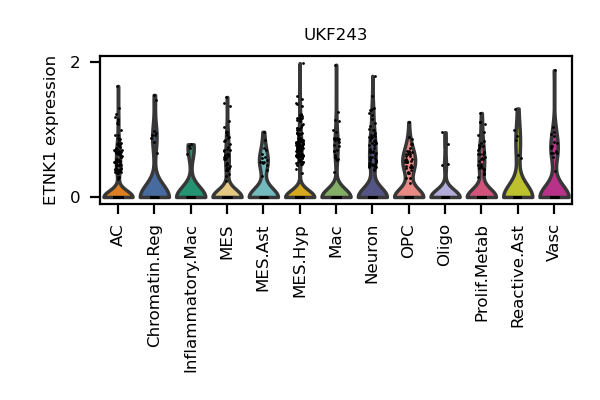 UKF243
ETNK1 expression
2
0
AC
Chromatin.Reg
Inflammatory.Mac
MES
MES.Ast
MES.Hyp
Mac
Neuron
OPC
Oligo
Prolif.Metab
Reactive.Ast
Vasc